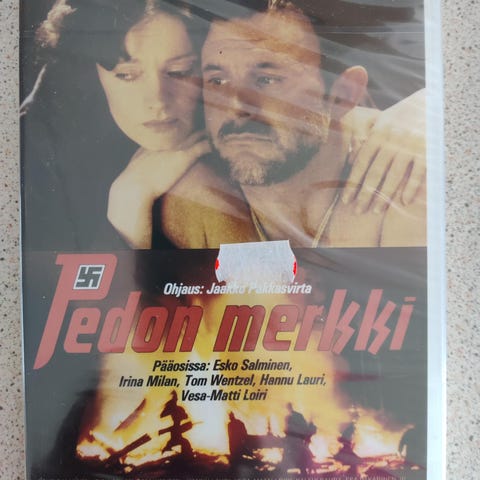 Ohjaus: Jaakko Pakkasvirta
Pedon merkki
Pääosissa: Esko Salminen,
Irina Milan, Tom Wentzel, Hannu Lauri,
Vesa-Matti Loiri